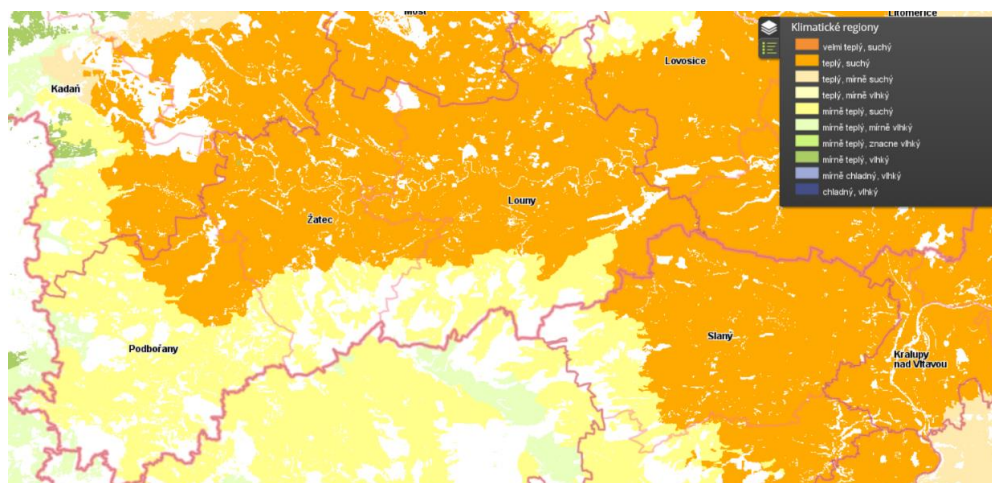 Most
Litoměřice
Klimatické regiony
velmi teplý, suchý
teplý, suchý
teplý, mírně suchý
teplý, mírně vlhký
mírně teplý, suchý
mírně teplý, mírně vlhký
mírně teplý, znacne vlhký
mírně teplý, vlhký
mírně chladný, vlhký
chladný, vlhký
Lovosice
Kadaň
Žatec
Louny
Podbořany
Slaný
Kralupy
nad Vltavou